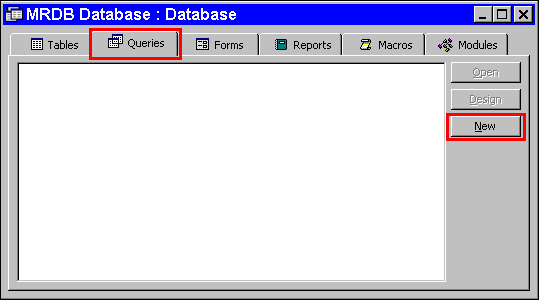 MRDB Database : Database
Tables Queries Forms Reports Macros Modules
Open
Design
New